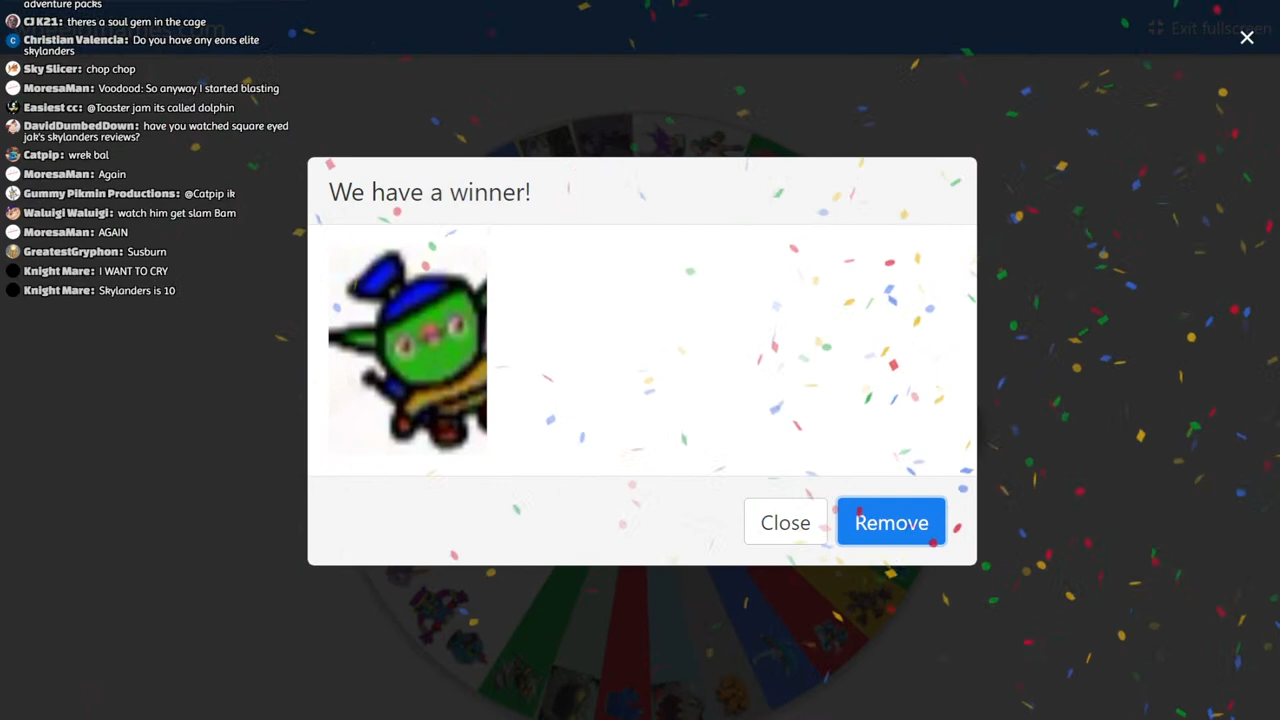 adventure packs
CJ K21: theres a soul gem in the cage
Exit fullscreen
Christian Valencia: Do you have any eons elite
skylanders
Sky Slicer: chop chop
MoresaMan: Voodood: So anyway I started blasting
Easiest cc: @Toaster jam its called dolphin
DavidDumbedDown: have you watched square eyed
jak's skylanders reviews?
Catpip: wrek bal
MoresaMan: Again
Gummy Pikmin Productions: @Catpip ik
Waluigi Waluigi: watch him get slam Bam
MoresaMan: AGAIN
GreatestGryphon: Susburn
Knight Mare: I WANT TO CRY
Knight Mare: Skylanders is 10
We have a winner!
Close
Remove